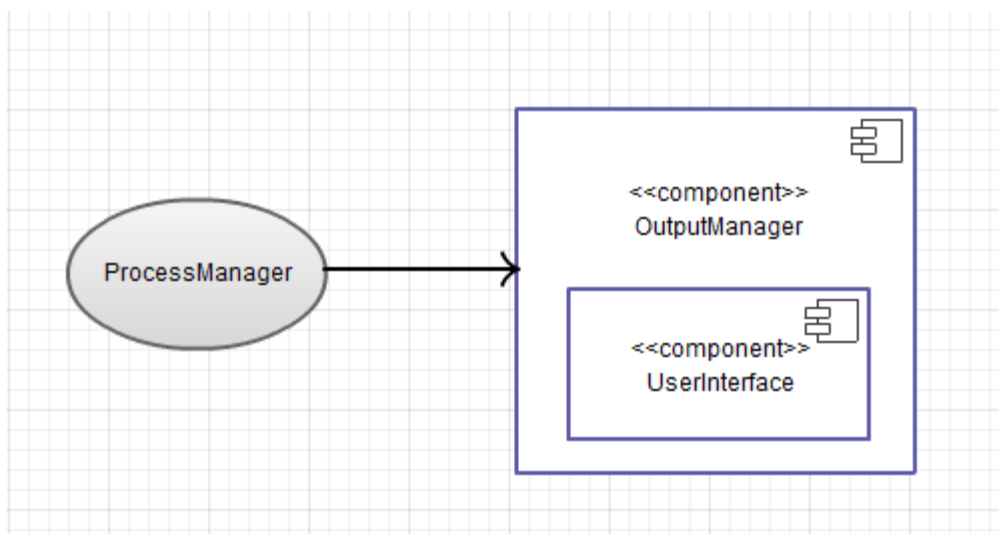 ProcessManager
<<component>>
OutputManager
<<component>>
UserInterface